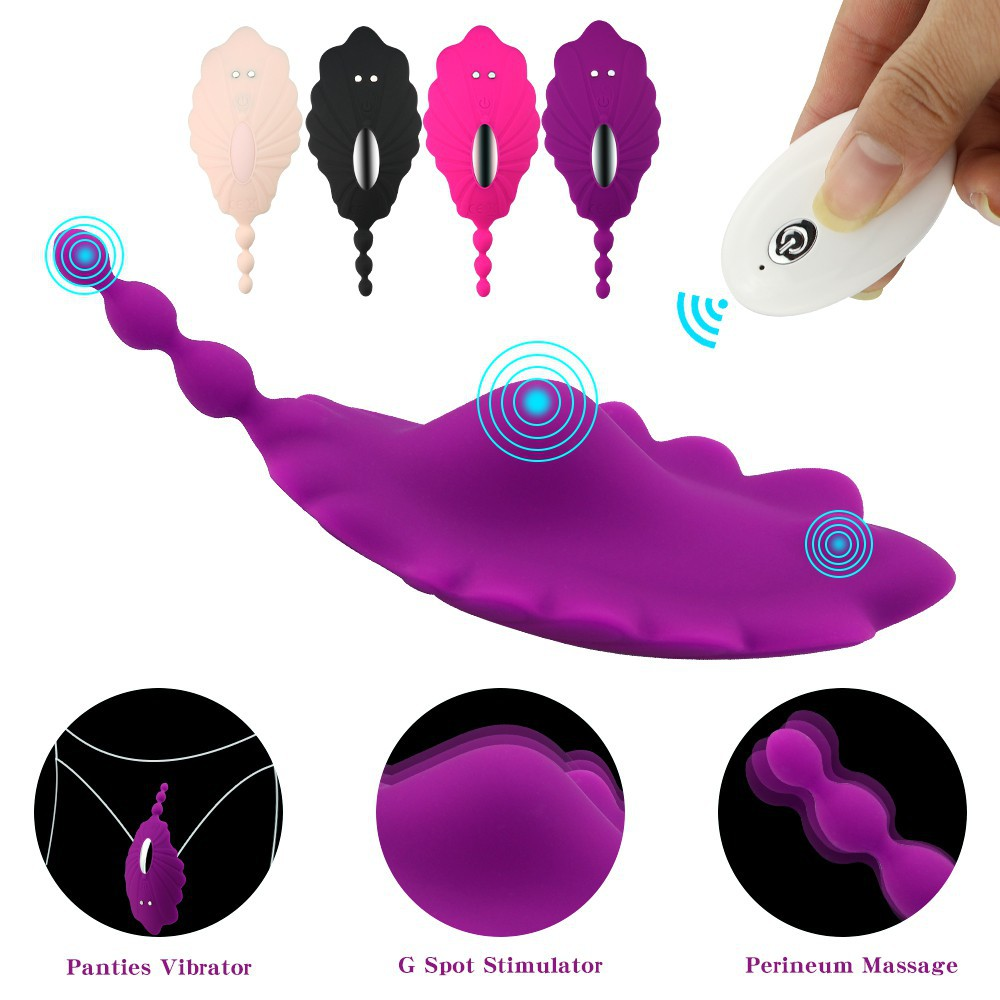 Panties Vibrator
G Spot Stimulator
Perineum Massage